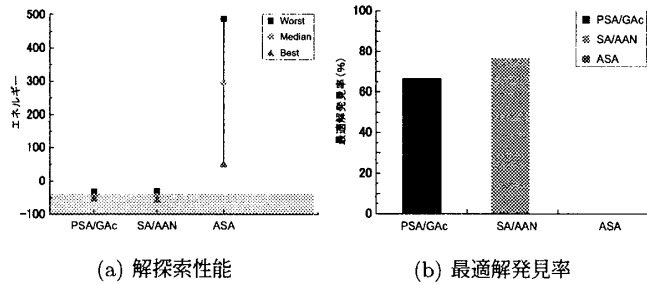 500
400
300
200
100
0
-100
エネルギー
Worst
Median
Best
PSA/GAc
SA/AAN
ASA
(a) 解探索性能
100
80
60
40
20
0
最適解発見率(%)
PSA/GAc
SA/AAN
ASA
PSA/GAc
SA/AAN
ASA
(b) 最適解発見率